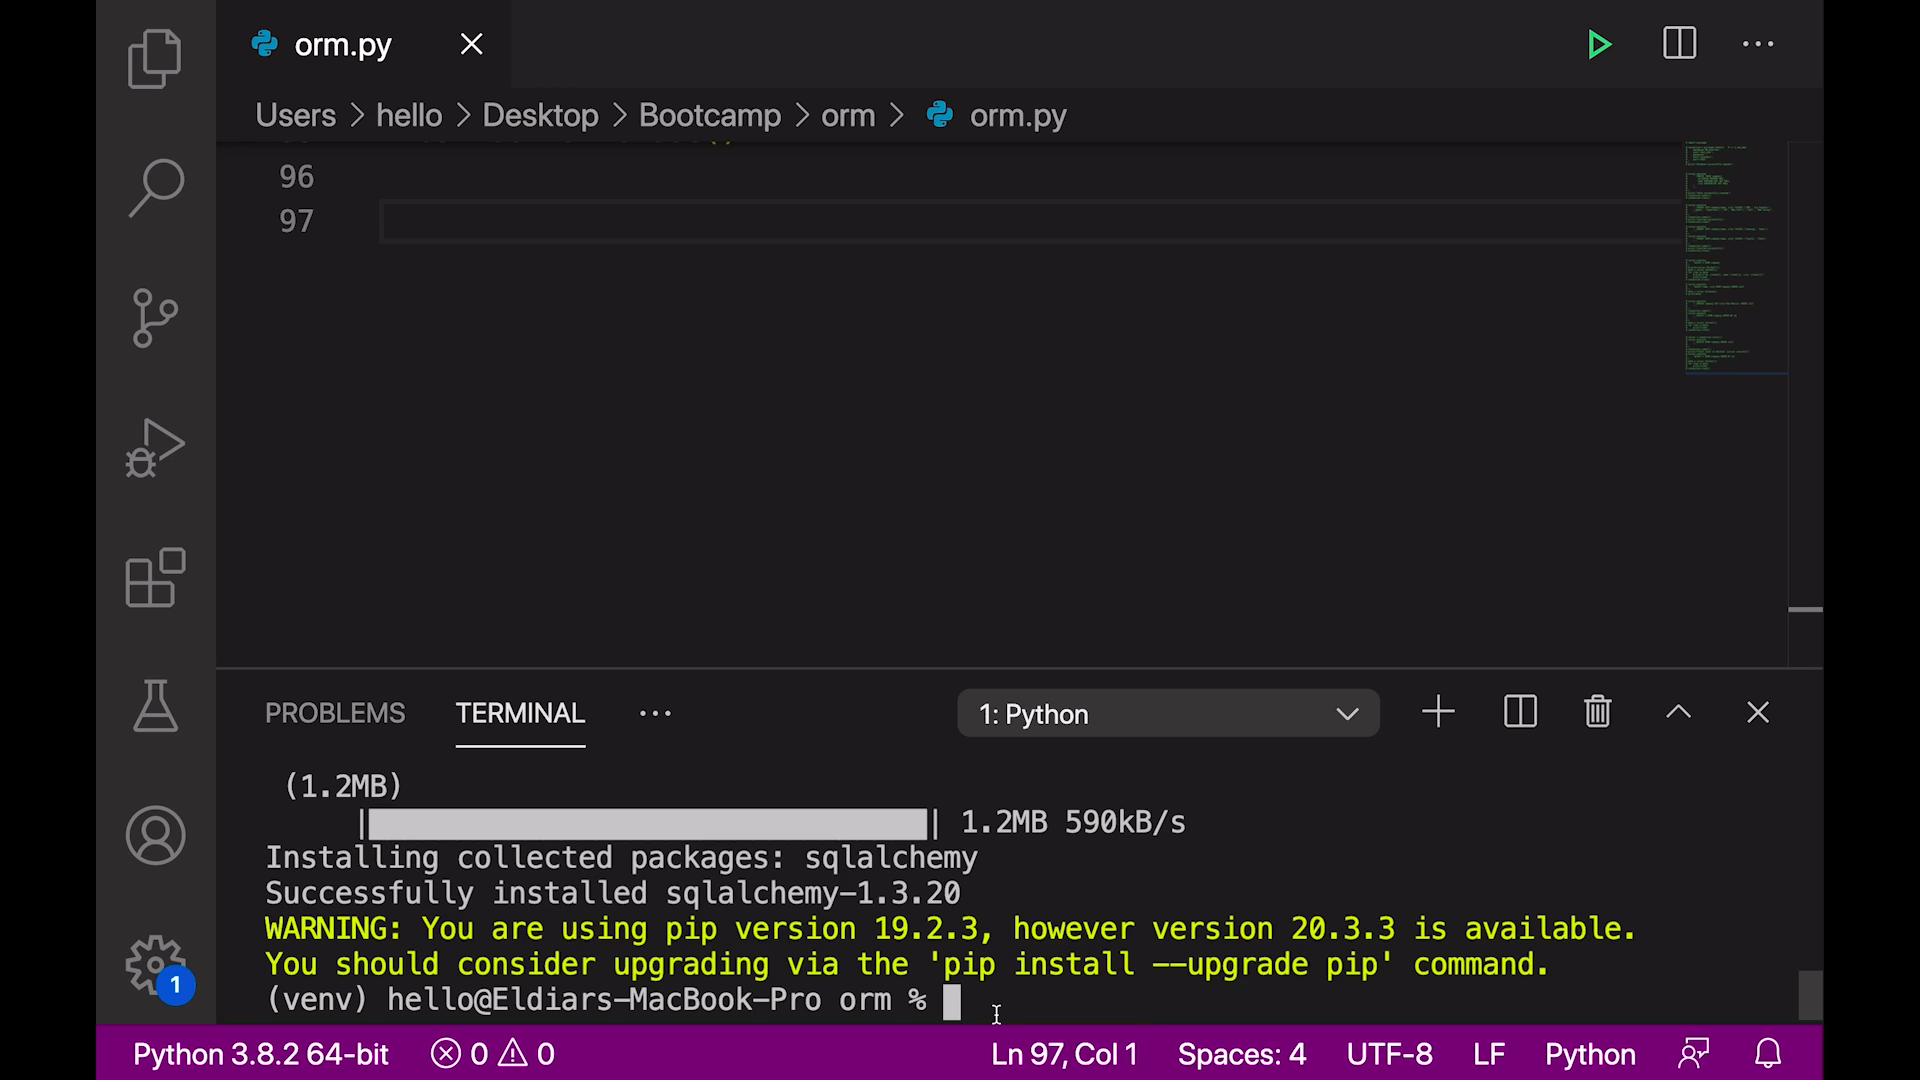 orm.py
Users > hello > Desktop > Bootcamp > orm > orm.py
96
97
PROBLEMS TERMINAL ... 1: Python
(1.2MB)
1.2MB 590kB/s
Installing collected packages: sqlalchemy
Successfully installed sqlalchemy-1.3.20
WARNING: You are using pip version 19.2.3, however version 20.3.3 is available.
You should consider upgrading via the 'pip install --upgrade pip' command.
(venv) hello@Eldiars-MacBook-Pro orm %
1
Python 3.8.2 64-bit 0 0 Ln 97, Col 1 Spaces: 4 UTF-8 LF Python